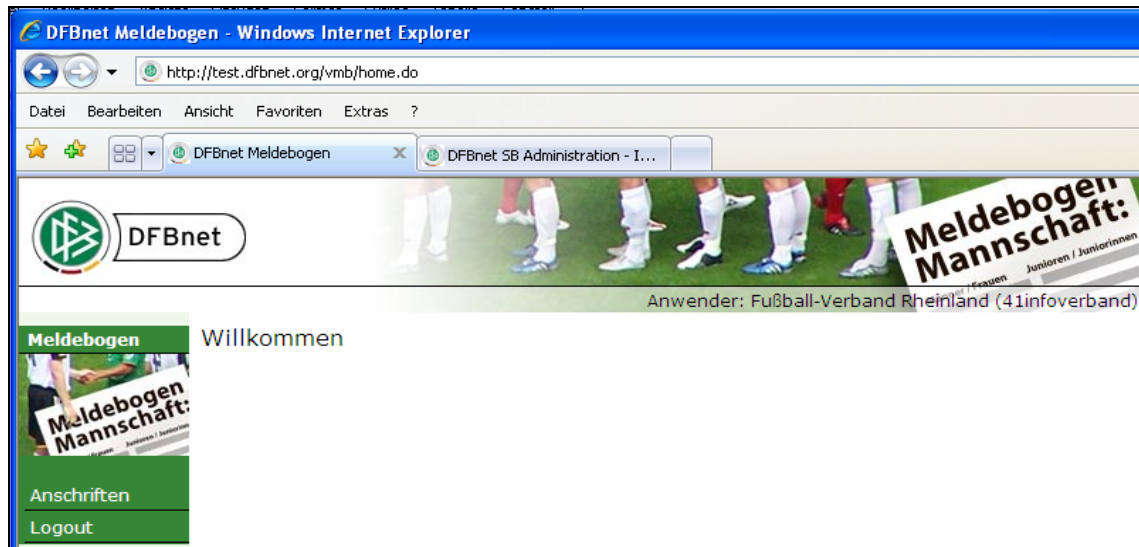 DFBnet Meldebogen - Windows Internet Explorer
http://test.dfbnet.org/vmb/home.do
Datei Bearbeiten Ansicht Favoriten Extras ?
DFBnet Meldebogen
DFBnet SB Administration - I...
DFBnet
Meldebogen
Mannschaft:
Frauen Junioren / Juniorinnen
Anwender: Fußball-Verband Rheinland (41infoverband)
Meldebogen
Willkommen
Meldebogen
Mannschaft:
Anschriften
Logout